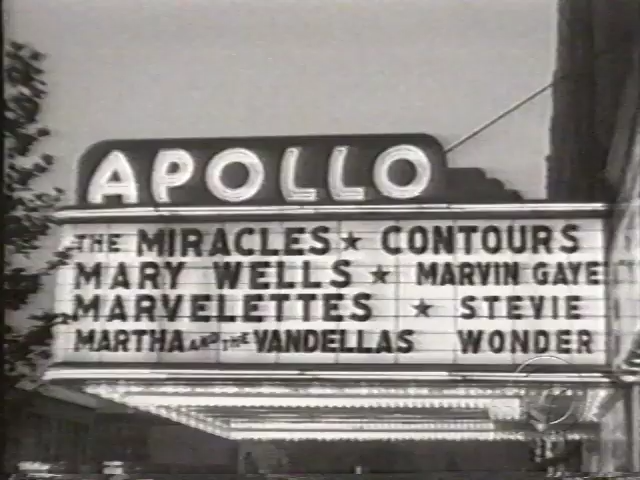 APOLLO
THE MIRACLES ★ CONTOURS
MARY WELLS ★ MARVIN GAYE
MARVELETTES ★ STEVIE
MARTHA AND THE VANDELLAS WONDER